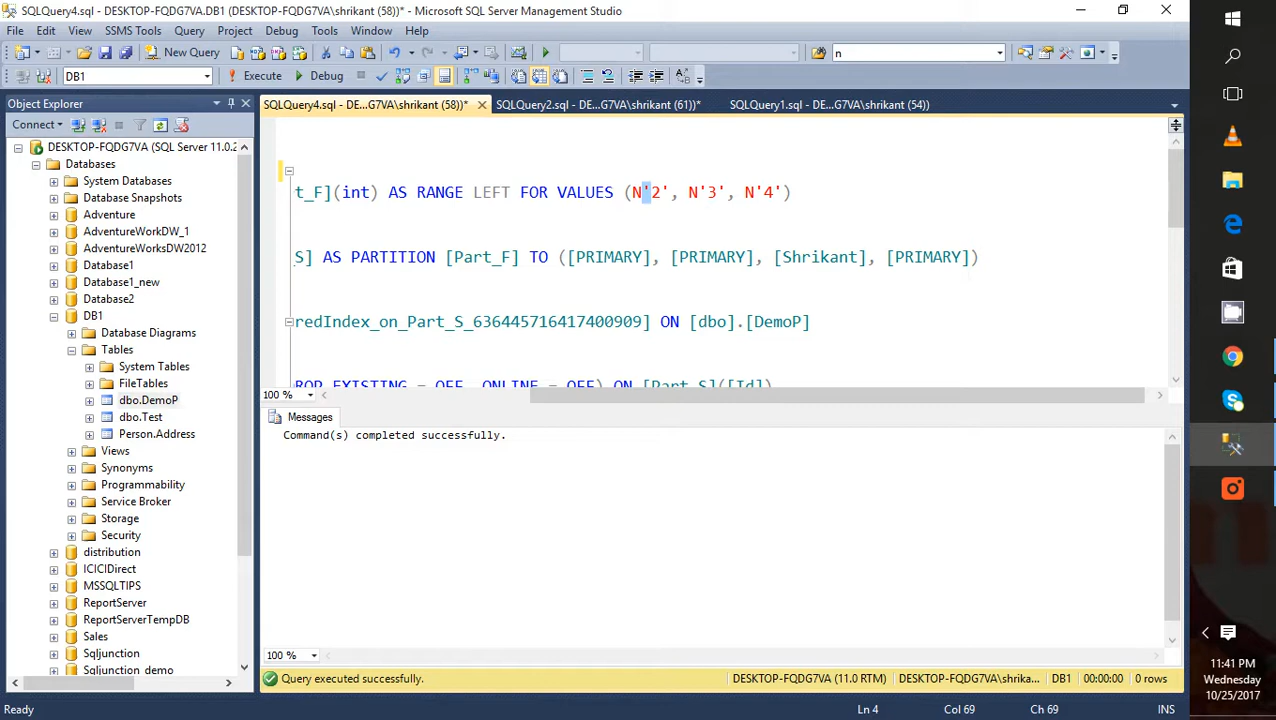 SQLQuery4.sql - DESKTOP-FQDG7VA.DB1 (DESKTOP-FQDG7VA\shrikant (58))* - Microsoft SQL Server Management Studio
File Edit View SSMS Tools Query Project Debug Tools Window Help
New Query n
DB1 Execute Debug
Object Explorer
SQLQuery4.sql - DE...G7VA\shrikant (58))* SQLQuery2.sql - DE...G7VA\shrikant (61))* SQLQuery1.sql - DE...G7VA\shrikant (54))
Connect
DESKTOP-FQDG7VA (SQL Server 11.0.2
Databases
System Databases
Database Snapshots
Adventure
AdventureWorkDW_1
AdventureWorksDW2012
Database1
Database1_new
Database2
DB1
Database Diagrams
Tables
System Tables
FileTables
dbo.DemoP
dbo.Test
Person.Address
Views
Synonyms
Programmability
Service Broker
Storage
Security
distribution
ICICIDirect
MSSQLTIPS
ReportServer
ReportServerTempDB
Sales
Sqljunction
Sqljunction_demo
t_F](int) AS RANGE LEFT FOR VALUES (N'2', N'3', N'4')
S] AS PARTITION [Part_F] TO ([PRIMARY], [PRIMARY], [Shrikant], [PRIMARY])
redIndex_on_Part_S_636445716417400909] ON [dbo].[DemoP]
ROP_EXISTING = OFF, ONLINE = OFF) ON [Part_S]([Id])
100 %
Messages
Command(s) completed successfully.
100 %
Query executed successfully. DESKTOP-FQDG7VA (11.0 RTM) DESKTOP-FQDG7VA\shrika... DB1 00:00:00 0 rows
Ready Ln 4 Col 69 Ch 69 INS
11:41 PM
Wednesday
10/25/2017